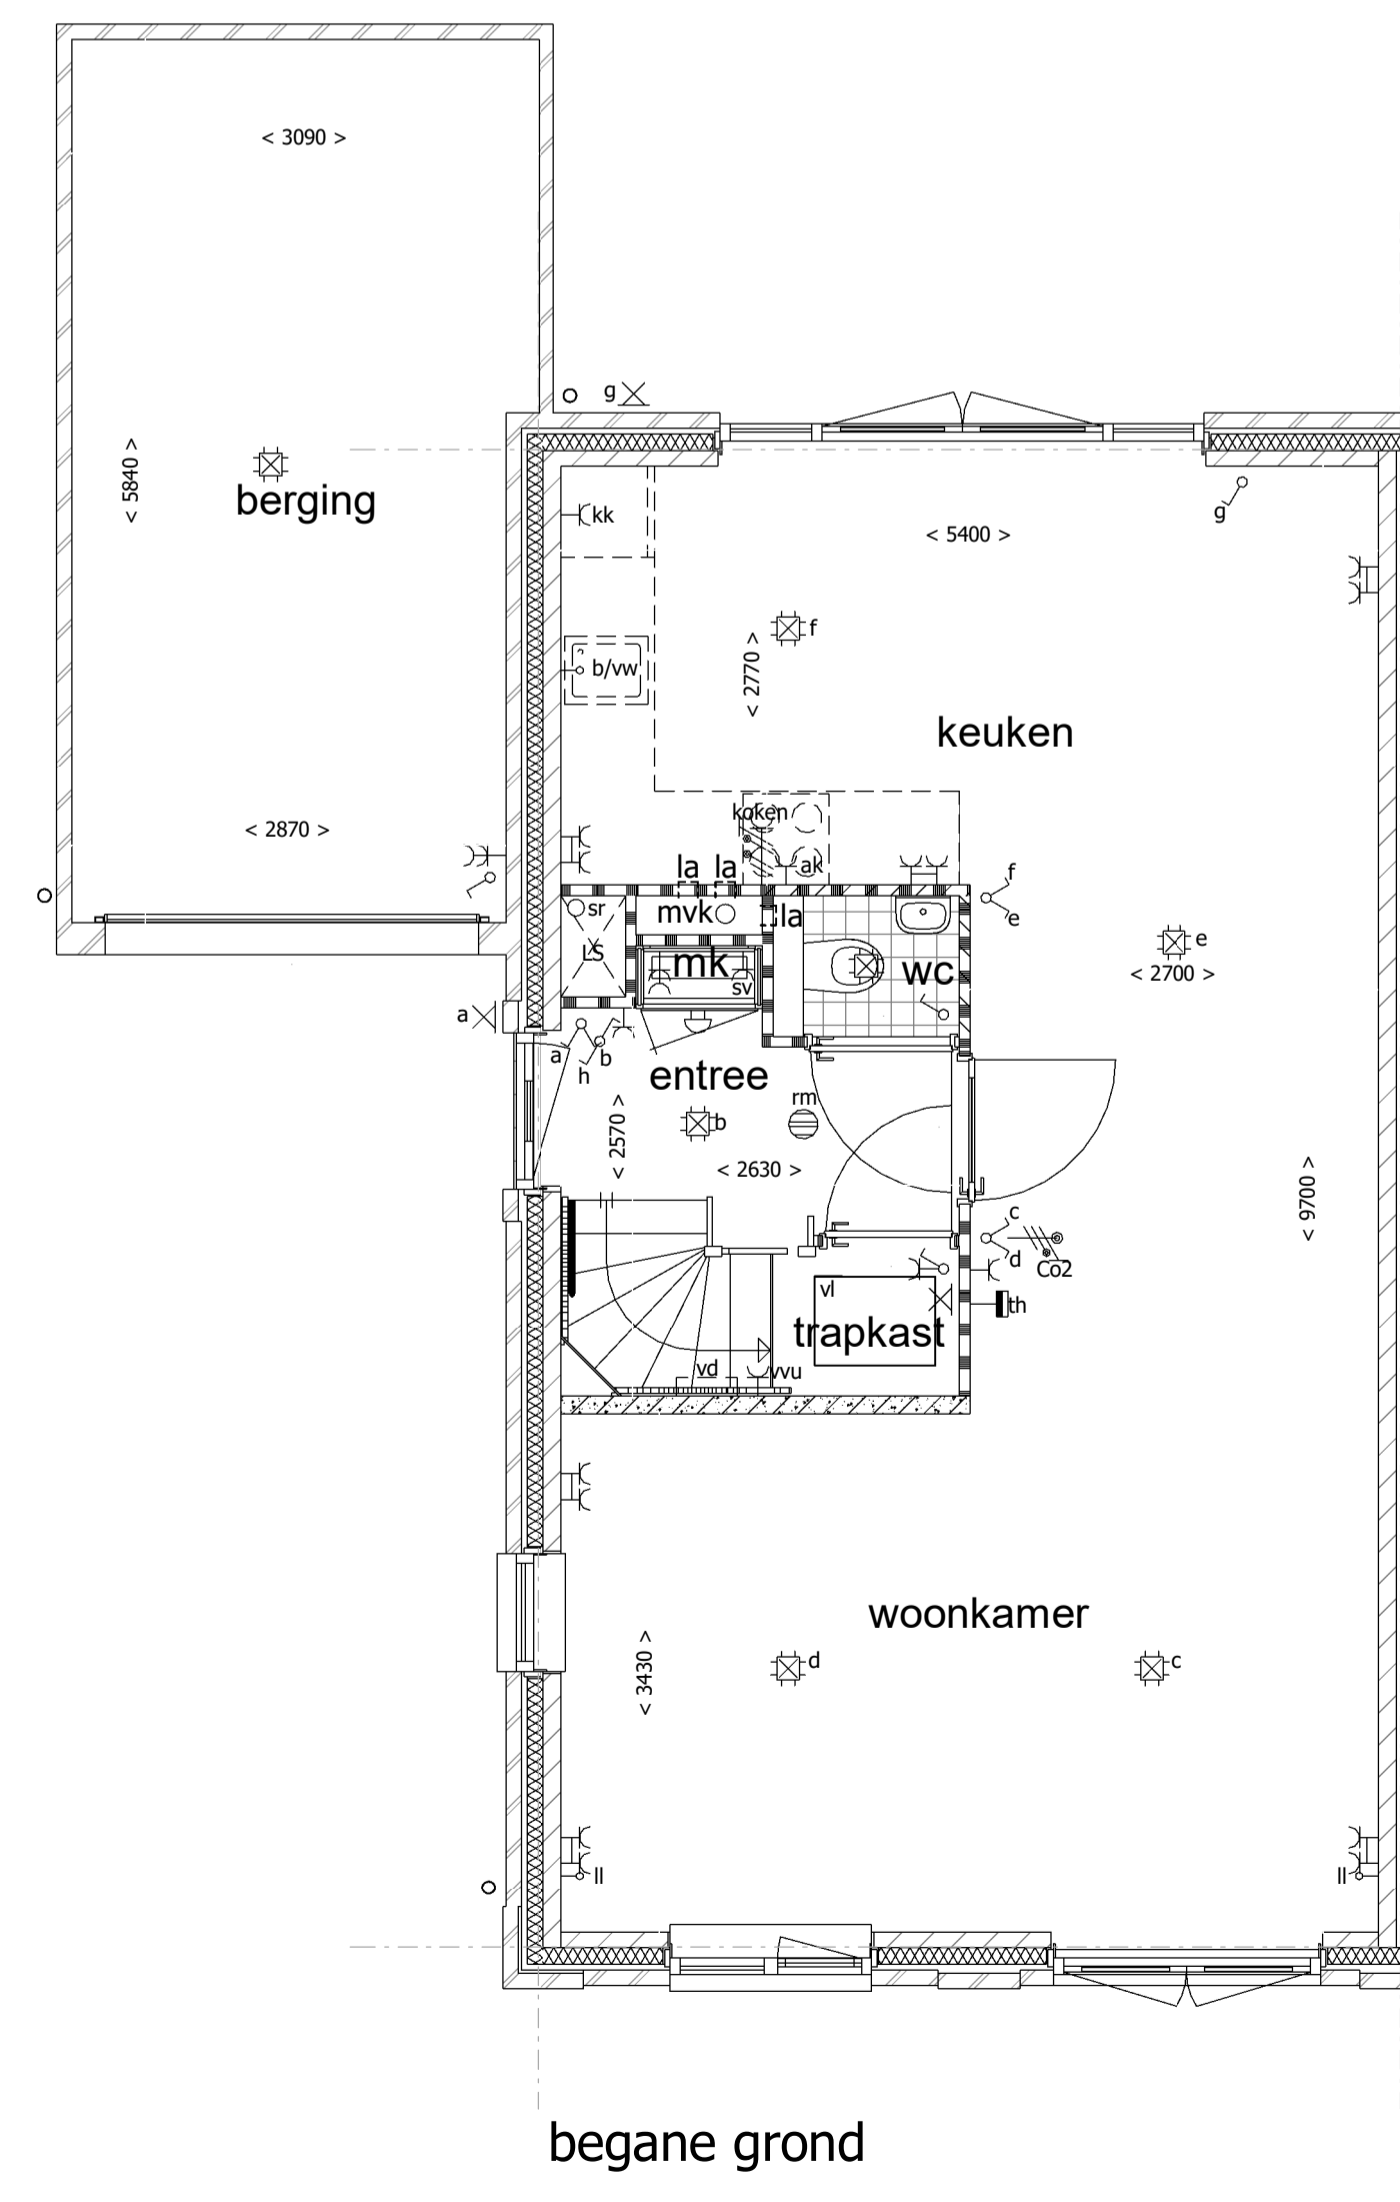 < 3090 >
g
< 5840 >
berging
kk
g
< 5400 >
f
b/vw
< 2770 >
keuken
koken
< 2870 >
la
la
ak
f
sr
mvk
la
e
e
LS
mk
wc
< 2700 >
sv
a
a
b
h
entree
rm
b
< 2570 >
< 2630 >
< 9700 >
c
d
Co2
vl
th
trapkast
vd
vvu
woonkamer
< 3430 >
d
c
ll
ll
begane grond